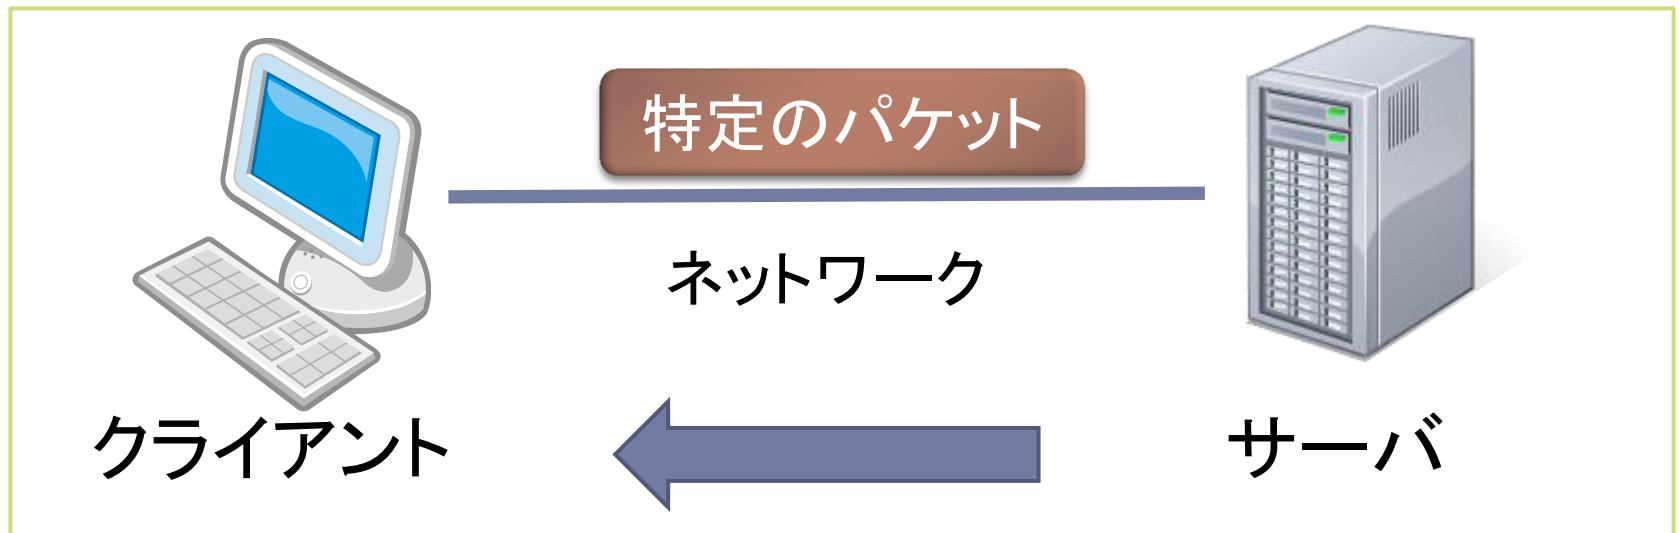 特定のパケット
ネットワーク
クライアント
サーバ